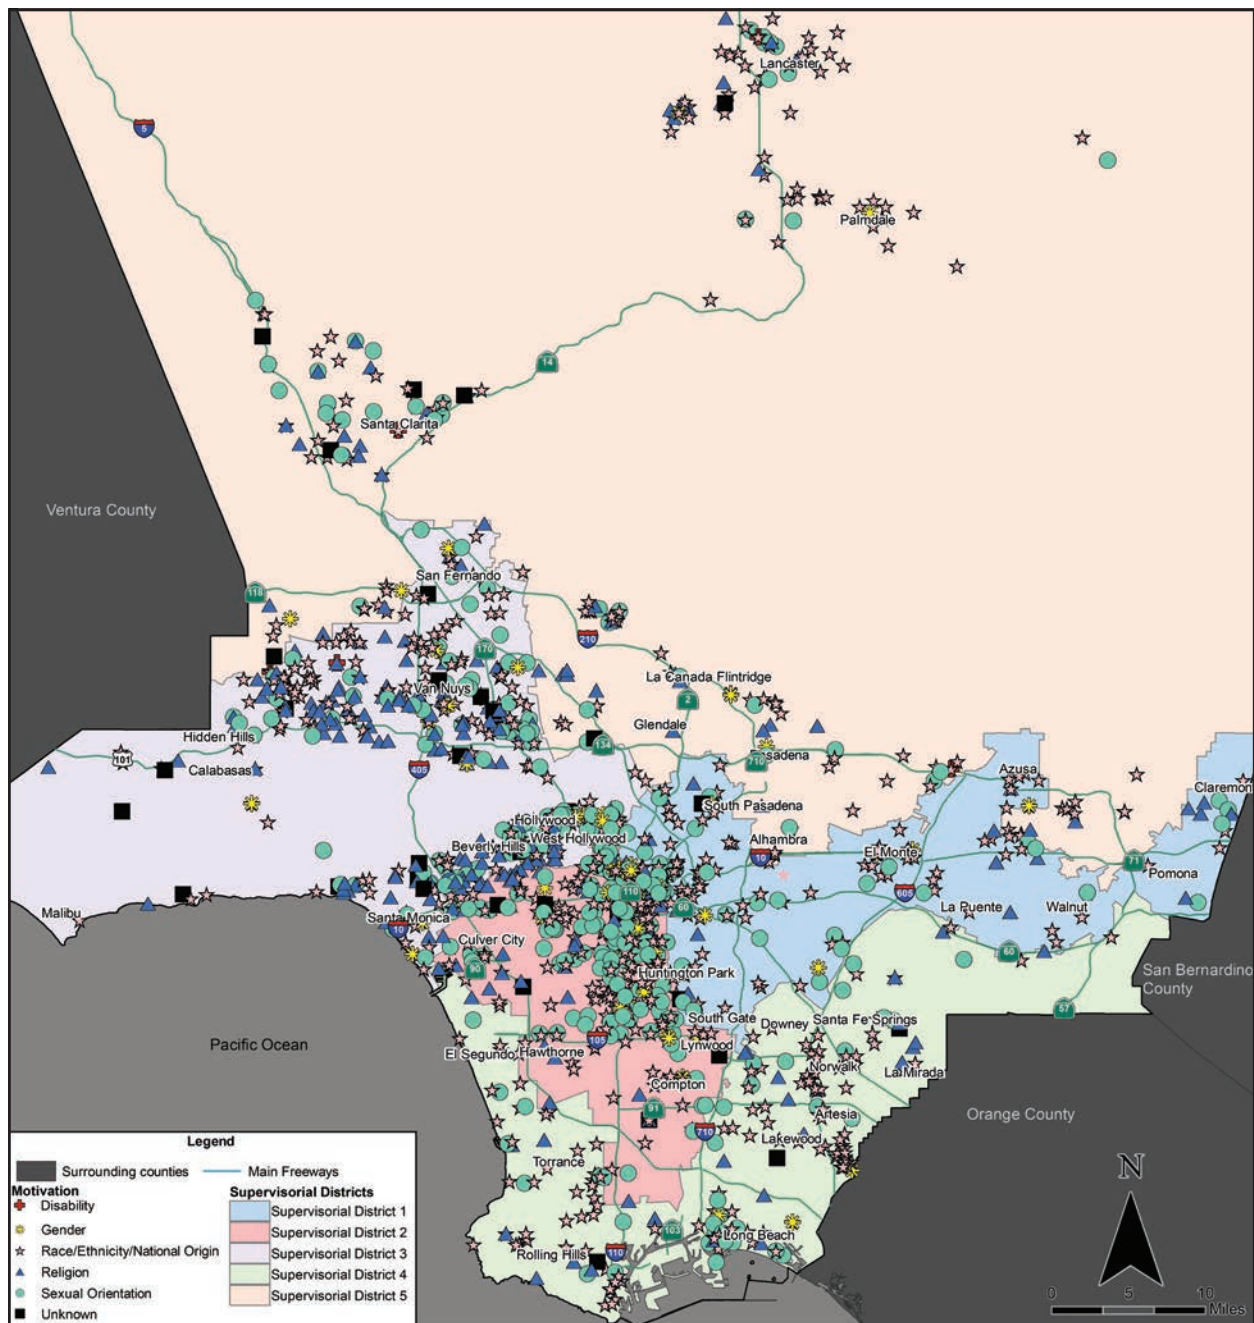 Lancaster
5
Palmdale
14
Santa Clarita
Ventura County
San Fernando
118
210
170
La Canada Flintridge
Van Nuys
2
Glendale
Hidden Hills
134
101
405
710
Pasadena
Azusa
Calabasas
Claremon
South Pasadena
Hollywood
West Hollywood
Alhambra
Beverly Hills
El Monte
10
71
Pomona
110
605
60
La Puente
Walnut
Malibu
Santa Monica
10
Culver City
60
90
Huntington Park
San Bernardino
County
57
South Gate
Downey
Santa Fe Springs
Pacific Ocean
105
Lynwood
El Segundo
Hawthorne
Norwalk
La Mirada
Compton
91
Artesia
Orange County
710
Lakewood
Torrance
103
Long Beach
Rolling Hills
110
N
0 5 10
Miles
Legend
Surrounding counties
Main Freeways
Motivation
Disability
Gender
Race/Ethnicity/National Origin
Religion
Sexual Orientation
Unknown
Supervisorial Districts
Supervisorial District 1
Supervisorial District 2
Supervisorial District 3
Supervisorial District 4
Supervisorial District 5